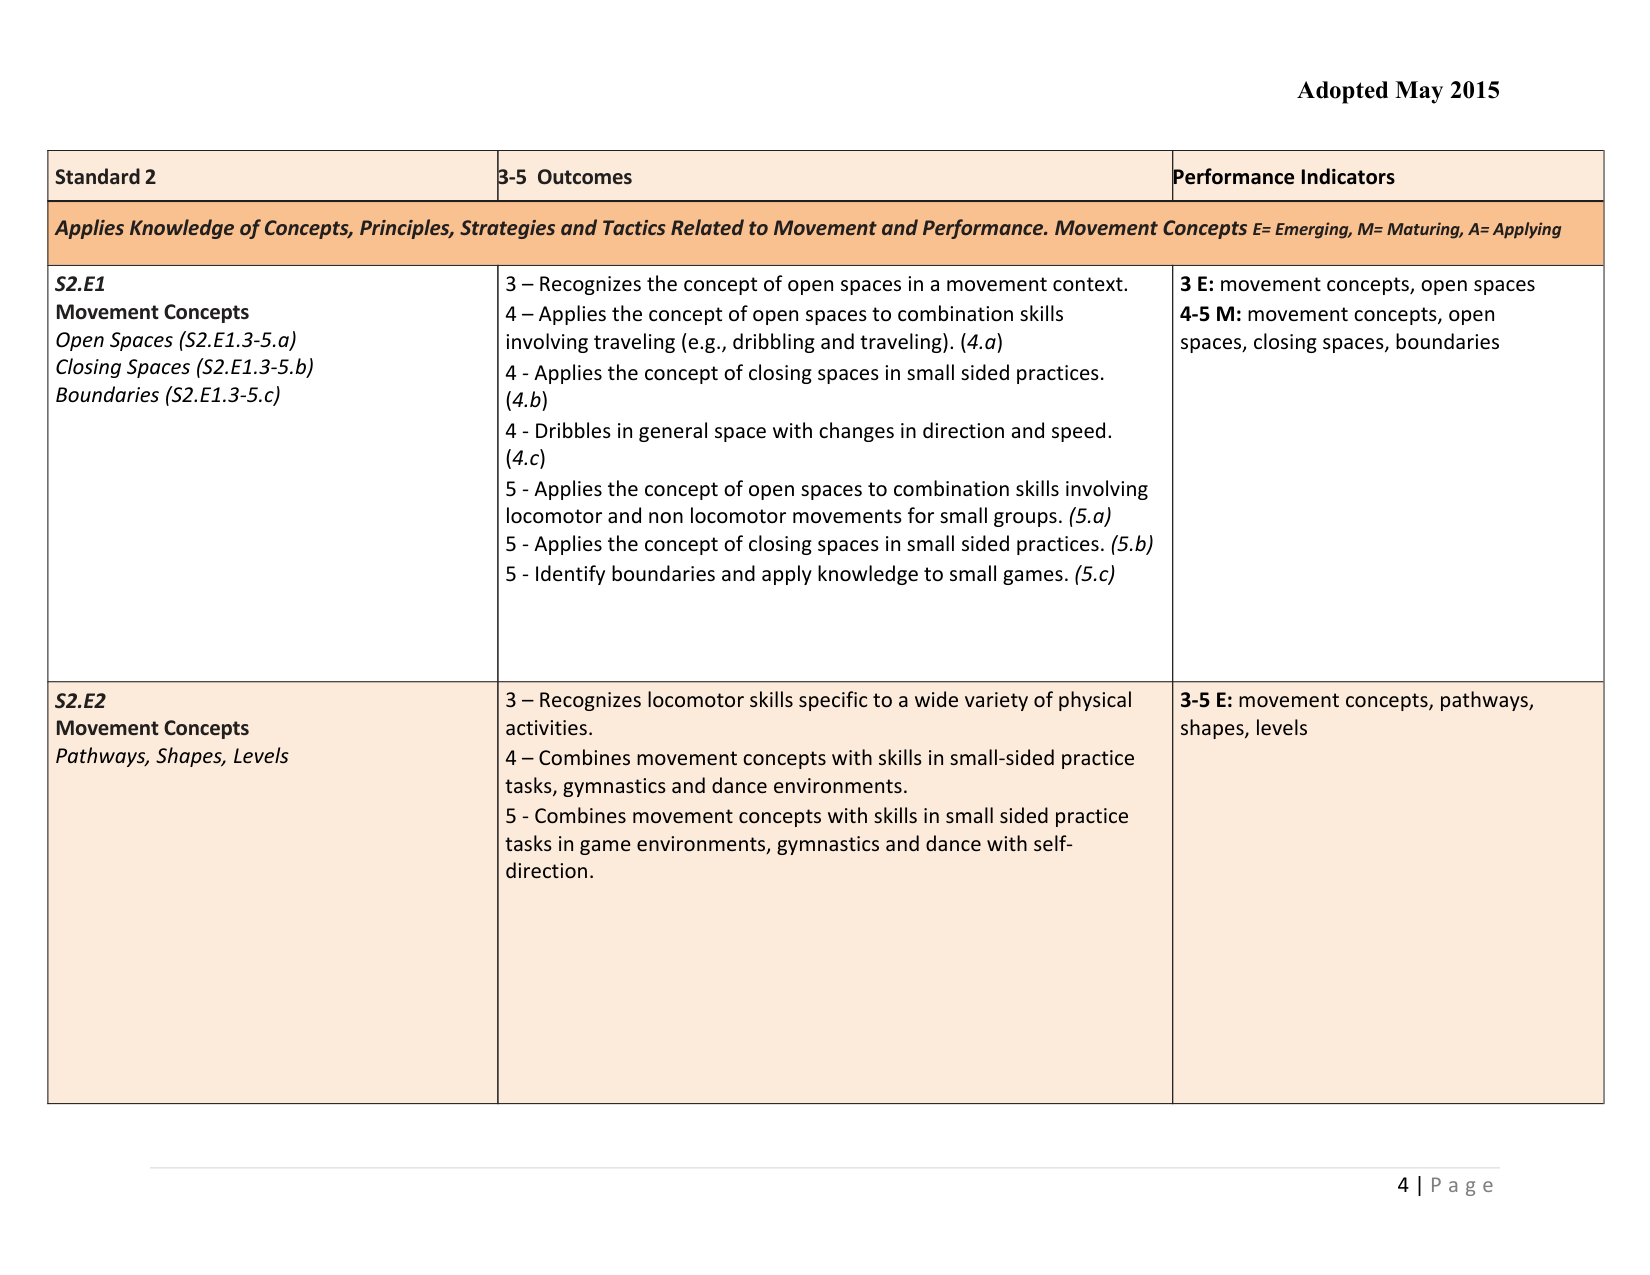 Adopted May 2015
Standard 2
3-5 Outcomes
Performance Indicators
Applies Knowledge of Concepts, Principles, Strategies and Tactics Related to Movement and Performance. Movement Concepts E= Emerging, M= Maturing, A= Applying
S2.E1
Movement Concepts
Open Spaces (S2.E1.3-5.a)
Closing Spaces (S2.E1.3-5.b)
Boundaries (S2.E1.3-5.c)
3 – Recognizes the concept of open spaces in a movement context.
4 – Applies the concept of open spaces to combination skills
involving traveling (e.g., dribbling and traveling). (4.a)
4 - Applies the concept of closing spaces in small sided practices.
(4.b)
4 - Dribbles in general space with changes in direction and speed.
(4.c)
5 - Applies the concept of open spaces to combination skills involving
locomotor and non locomotor movements for small groups. (5.a)
5 - Applies the concept of closing spaces in small sided practices. (5.b)
5 - Identify boundaries and apply knowledge to small games. (5.c)
3 E: movement concepts, open spaces
4-5 M: movement concepts, open
spaces, closing spaces, boundaries
S2.E2
Movement Concepts
Pathways, Shapes, Levels
3 – Recognizes locomotor skills specific to a wide variety of physical
activities.
4 – Combines movement concepts with skills in small-sided practice
tasks, gymnastics and dance environments.
5 - Combines movement concepts with skills in small sided practice
tasks in game environments, gymnastics and dance with self-
direction.
3-5 E: movement concepts, pathways,
shapes, levels
4 | Page